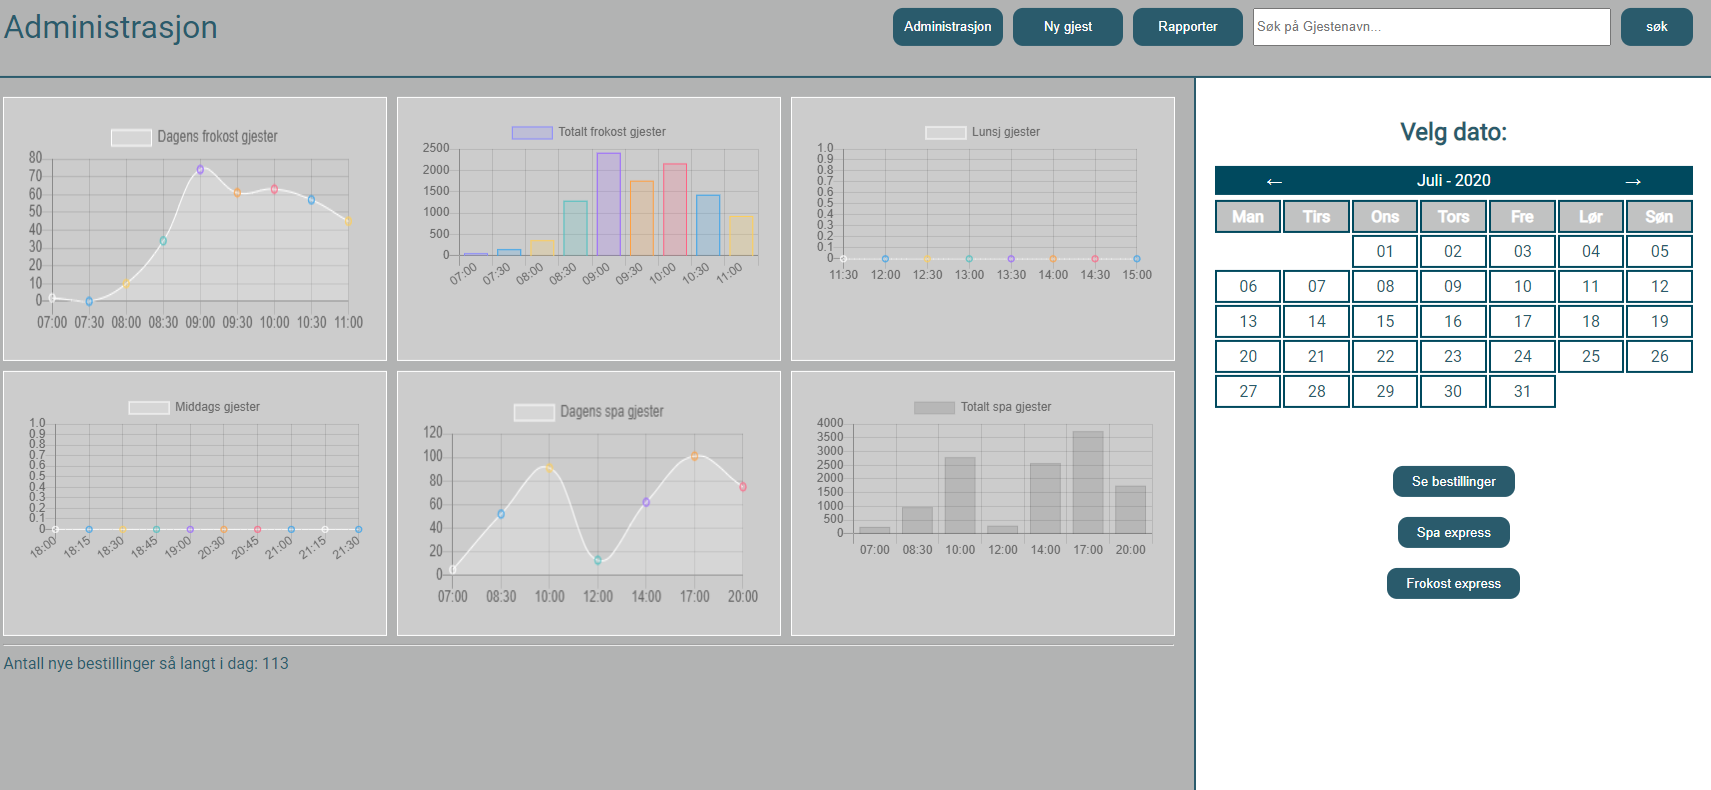 Administrasjon
Administrasjon Ny gjest Rapporter Søk på Gjestenavn... søk
Dagens frokost gjester
80
70
60
50
40
30
20
10
0
07:00 07:30 08:00 08:30 09:00 09:30 10:00 10:30 11:00
Totalt frokost gjester
2500
2000
1500
1000
500
0
07:00 07:30 08:00 08:30 09:00 09:30 10:00 10:30 11:00
Lunsj gjester
1.0
0.9
0.8
0.7
0.6
0.5
0.4
0.3
0.2
0.1
0
11:30 12:00 12:30 13:00 13:30 14:00 14:30 15:00
Middags gjester
1.0
0.9
0.8
0.7
0.6
0.5
0.4
0.3
0.2
0.1
0
18:00 18:15 18:30 18:45 19:00 20:30 20:45 21:00 21:15 21:30
Dagens spa gjester
120
100
80
60
40
20
0
07:00 08:30 10:00 12:00 14:00 17:00 20:00
Totalt spa gjester
4000
3500
3000
2500
2000
1500
1000
500
0
07:00 08:30 10:00 12:00 14:00 17:00 20:00
Antall nye bestillinger så langt i dag: 113
Velg dato:
← Juli - 2020 →
Man Tirs Ons Tors Fre Lør Søn
01 02 03 04 05
06 07 08 09 10 11 12
13 14 15 16 17 18 19
20 21 22 23 24 25 26
27 28 29 30 31
Se bestillinger
Spa express
Frokost express